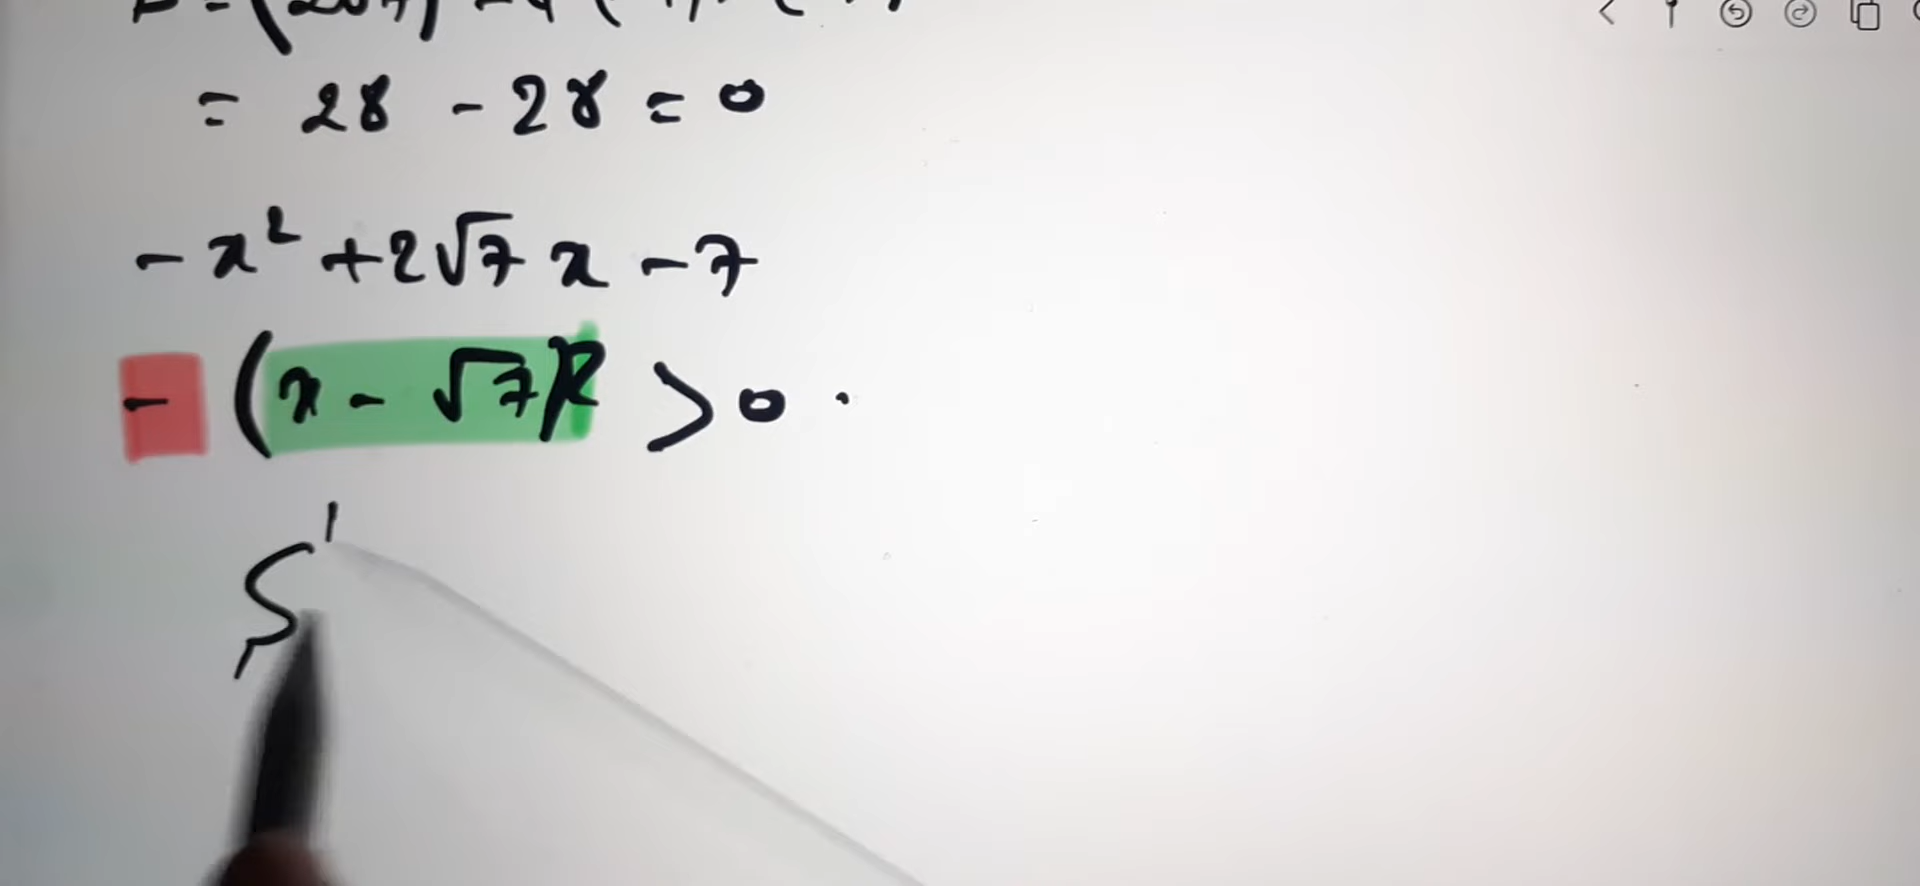 = 28 - 28 = 0
- x² + 2√7 x - 7
- (x - √7)² > 0 .
S